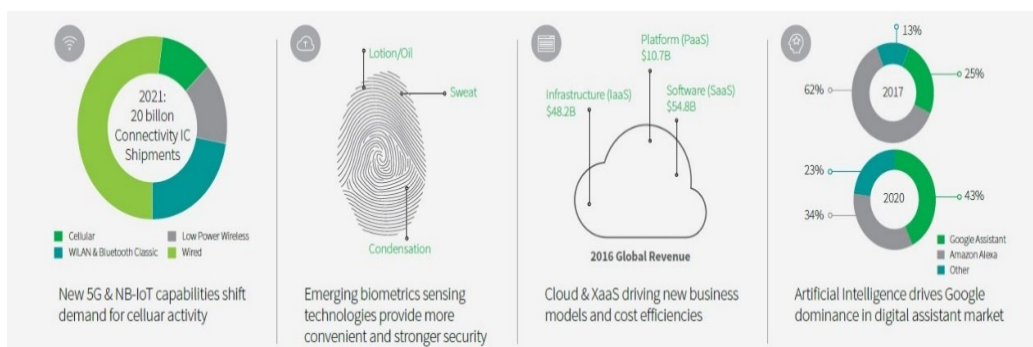 2021:
20 billon
Connectivity IC
Shipments
Cellular
Low Power Wireless
WILAN & Bluetooth Classic
Wired
New 5G & NB-IoT capabilities shift
demand for celluar activity
Lotion/Oil
Sweat
Condensation
Emerging biometrics sensing
technologies provide more
convenient and stronger security
Platform (PaaS)
$10.7B
Infrastructure (IaaS)
$48.2B
Software (SaaS)
$54.8B
2016 Global Revenue
Cloud & XaaS driving new business
models and cost efficiencies
13%
25%
62%
2017
23%
43%
34%
2020
Google Assistant
Amazon Alexa
Other
Artificial Intelligence drives Google
dominance in digital assistant market